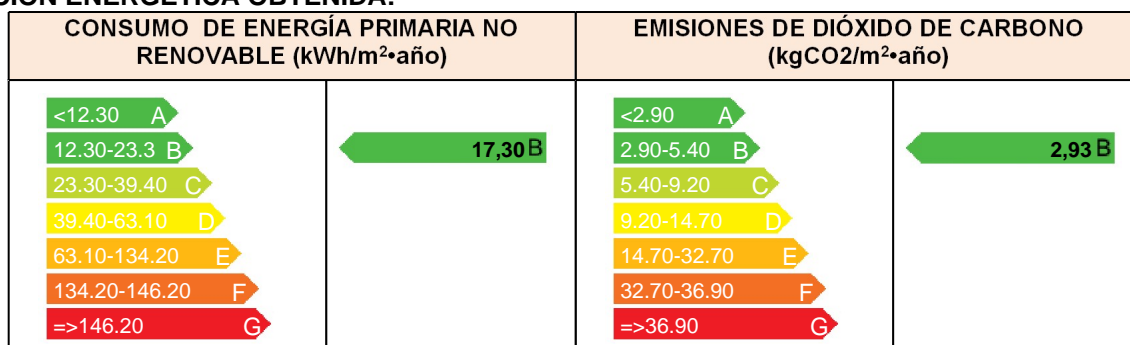 CIÓN ENERGÉTICA OBTENIDA:
CONSUMO DE ENERGÍA PRIMARIA NO
RENOVABLE (kWh/m²•año)
EMISIONES DE DIÓXIDO DE CARBONO
(kgCO2/m²•año)
<12.30 A
12.30-23.3 B
23.30-39.40 C
39.40-63.10 D
63.10-134.20 E
134.20-146.20 F
=>146.20 G
17,30 B
<2.90 A
2.90-5.40 B
5.40-9.20 C
9.20-14.70 D
14.70-32.70 E
32.70-36.90 F
=>36.90 G
2,93 B